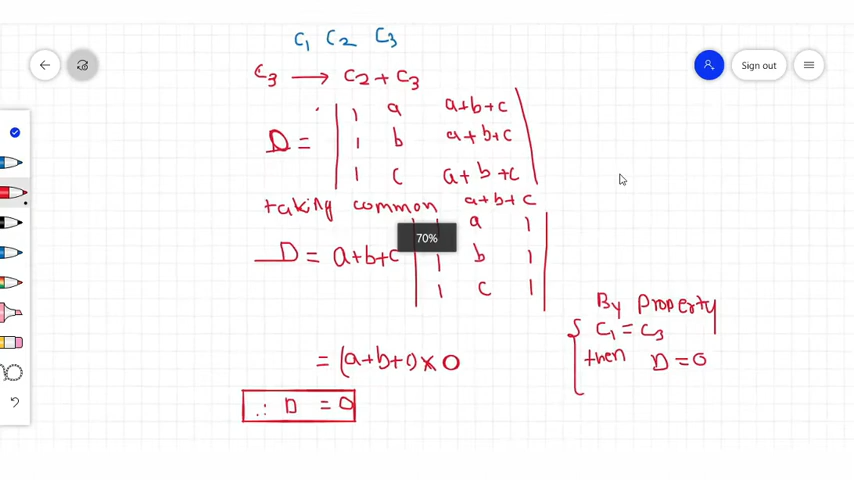 C1 C2 C3
Sign out
C3 → C2 + C3
1 a a+b+c
D = 1 b a+b+c
1 c a+b+c
taking common a+b+c
1 a 1
70%
D = a+b+c 1 b 1
1 c 1
By Property
C1 = C3
then D = 0
= (a+b+c) × 0
∴ D = 0